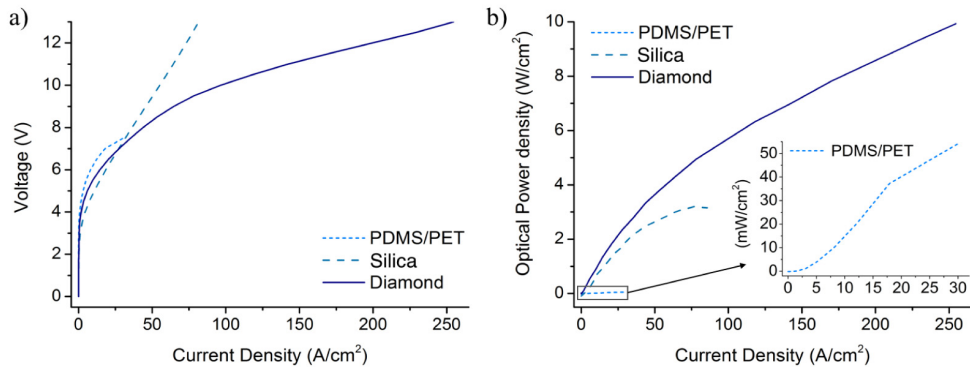 a)
Voltage (V)
12
10
8
6
4
2
0
PDMS/PET
Silica
Diamond
0 50 100 150 200 250
Current Density (A/cm²)
b)
Optical Power density (W/cm²)
10
8
6
4
2
0
PDMS/PET
Silica
Diamond
(mW/cm²)
50
40
30
20
10
0
PDMS/PET
0 5 10 15 20 25 30
0 50 100 150 200 250
Current Density (A/cm²)